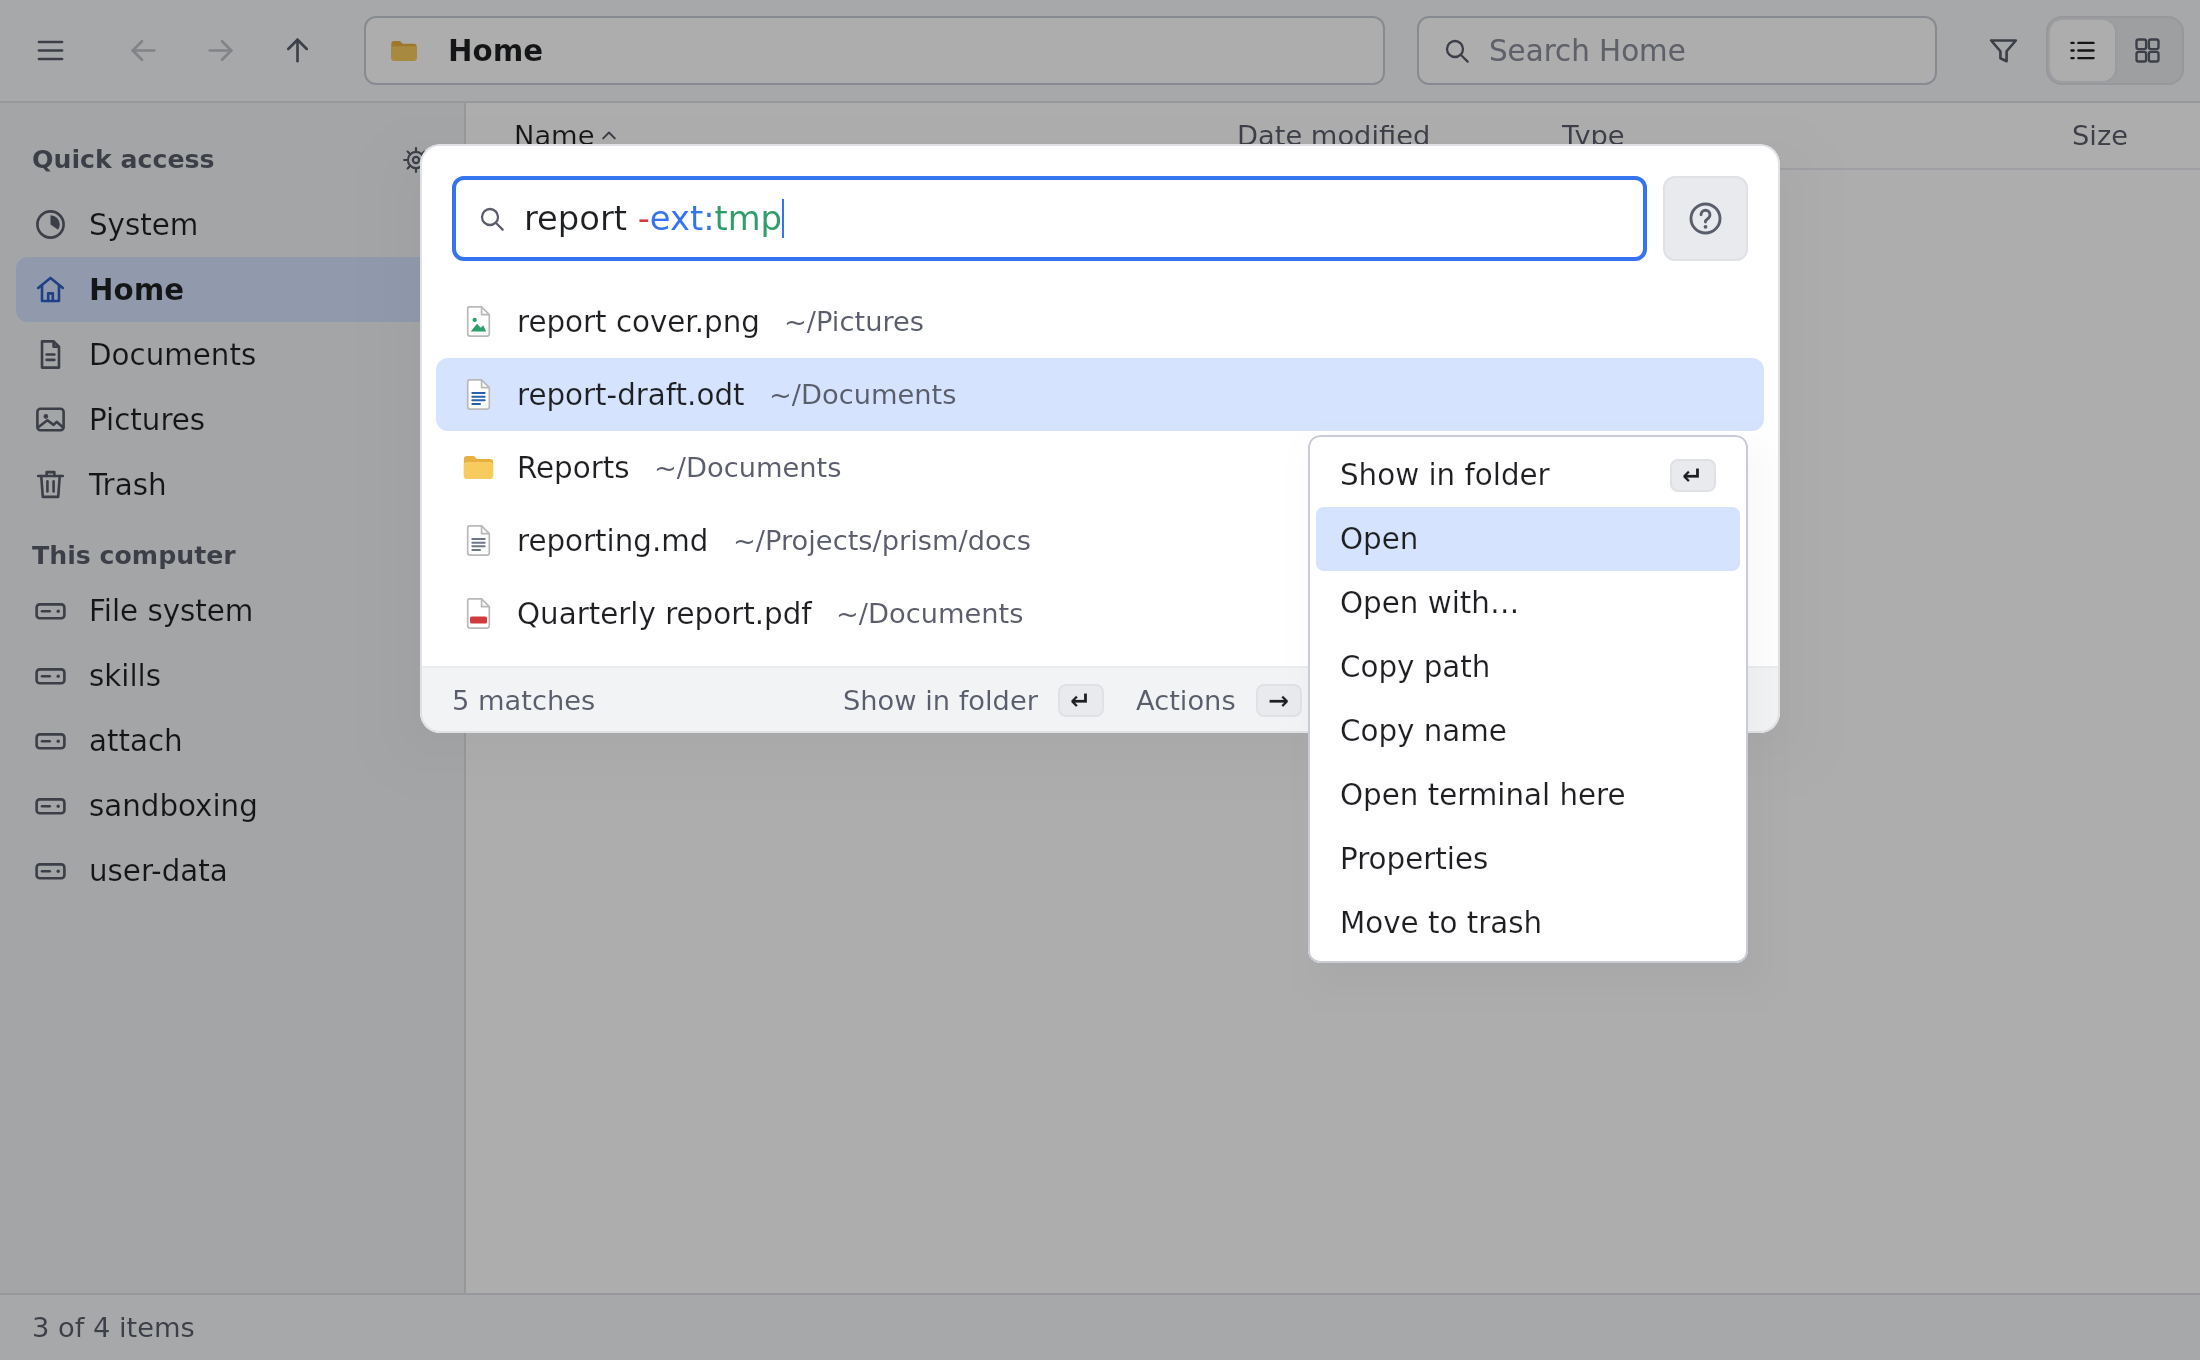 Home
Search Home
Quick access
System
Home
Documents
Pictures
Trash
This computer
File system
skills
attach
sandboxing
user-data
Name
Date modified
Type
Size
report -ext:tmp
report cover.png ~/Pictures
report-draft.odt ~/Documents
Reports ~/Documents
reporting.md ~/Projects/prism/docs
Quarterly report.pdf ~/Documents
5 matches
Show in folder ↵
Actions →
Show in folder ↵
Open
Open with…
Copy path
Copy name
Open terminal here
Properties
Move to trash
3 of 4 items